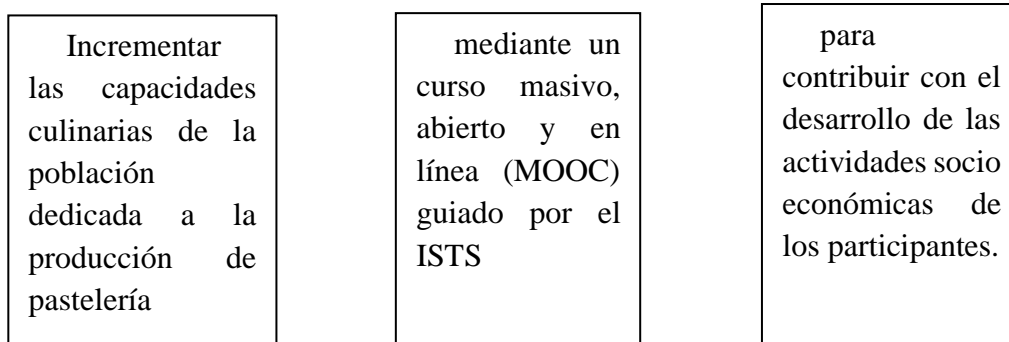 Incrementar
las capacidades
culinarias de la
población
dedicada a la
producción de
pastelería
mediante un
curso masivo,
abierto y en
línea (MOOC)
guiado por el
ISTS
para
contribuir con el
desarrollo de las
actividades socio
económicas de
los participantes.